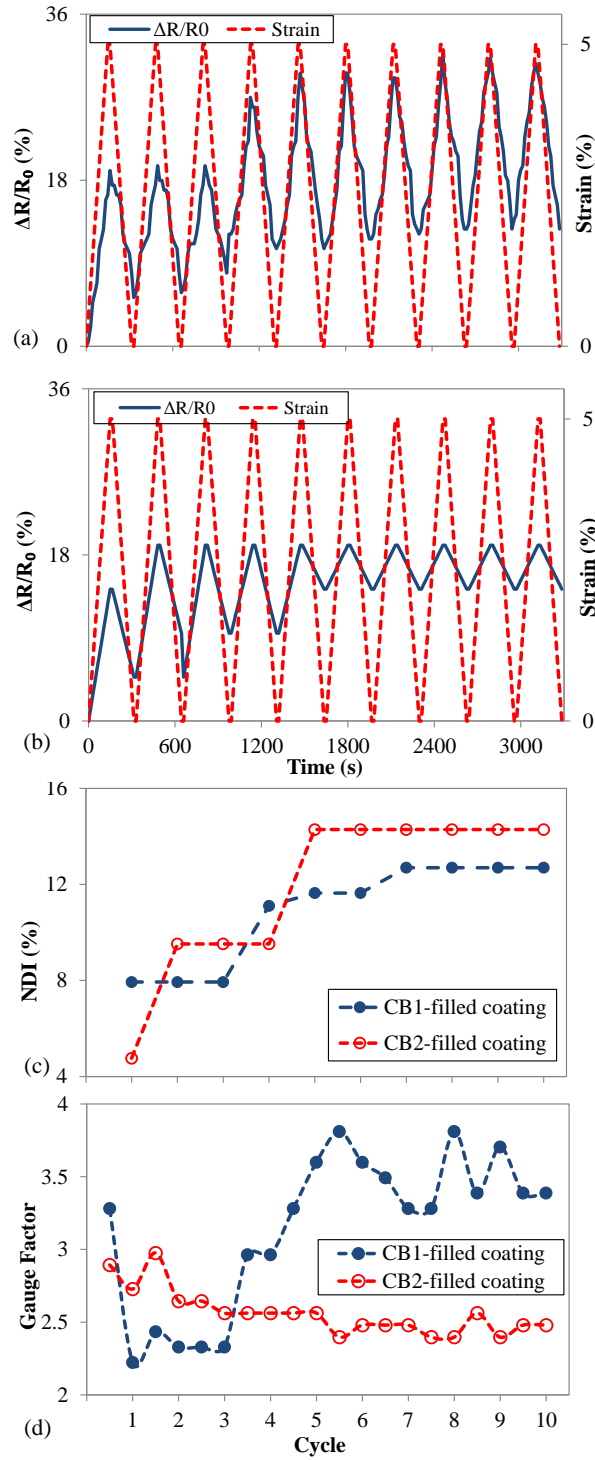 36
ΔR/R0 Strain
5
18
0
0
ΔR/R₀ (%)
Strain (%)
(a)
36
ΔR/R0 Strain
5
18
0
0
ΔR/R₀ (%)
Strain (%)
(b)
0 600 1200 1800 2400 3000
Time (s)
16
12
8
4
NDI (%)
CB1-filled coating
CB2-filled coating
(c)
4
3.5
3
2.5
2
Gauge Factor
CB1-filled coating
CB2-filled coating
1 2 3 4 5 6 7 8 9 10
(d)
Cycle